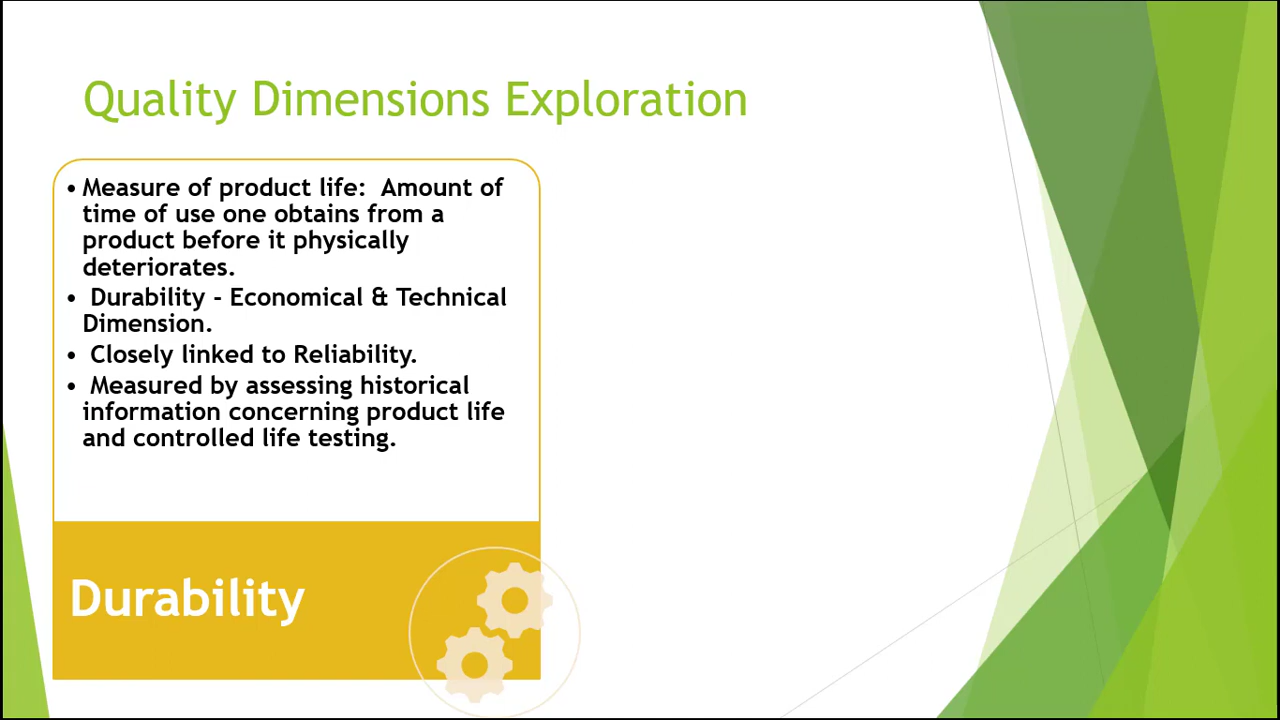 Quality Dimensions Exploration
• Measure of product life:  Amount of
time of use one obtains from a
product before it physically
deteriorates.
•  Durability - Economical & Technical
Dimension.
•  Closely linked to Reliability.
•  Measured by assessing historical
information concerning product life
and controlled life testing.
Durability